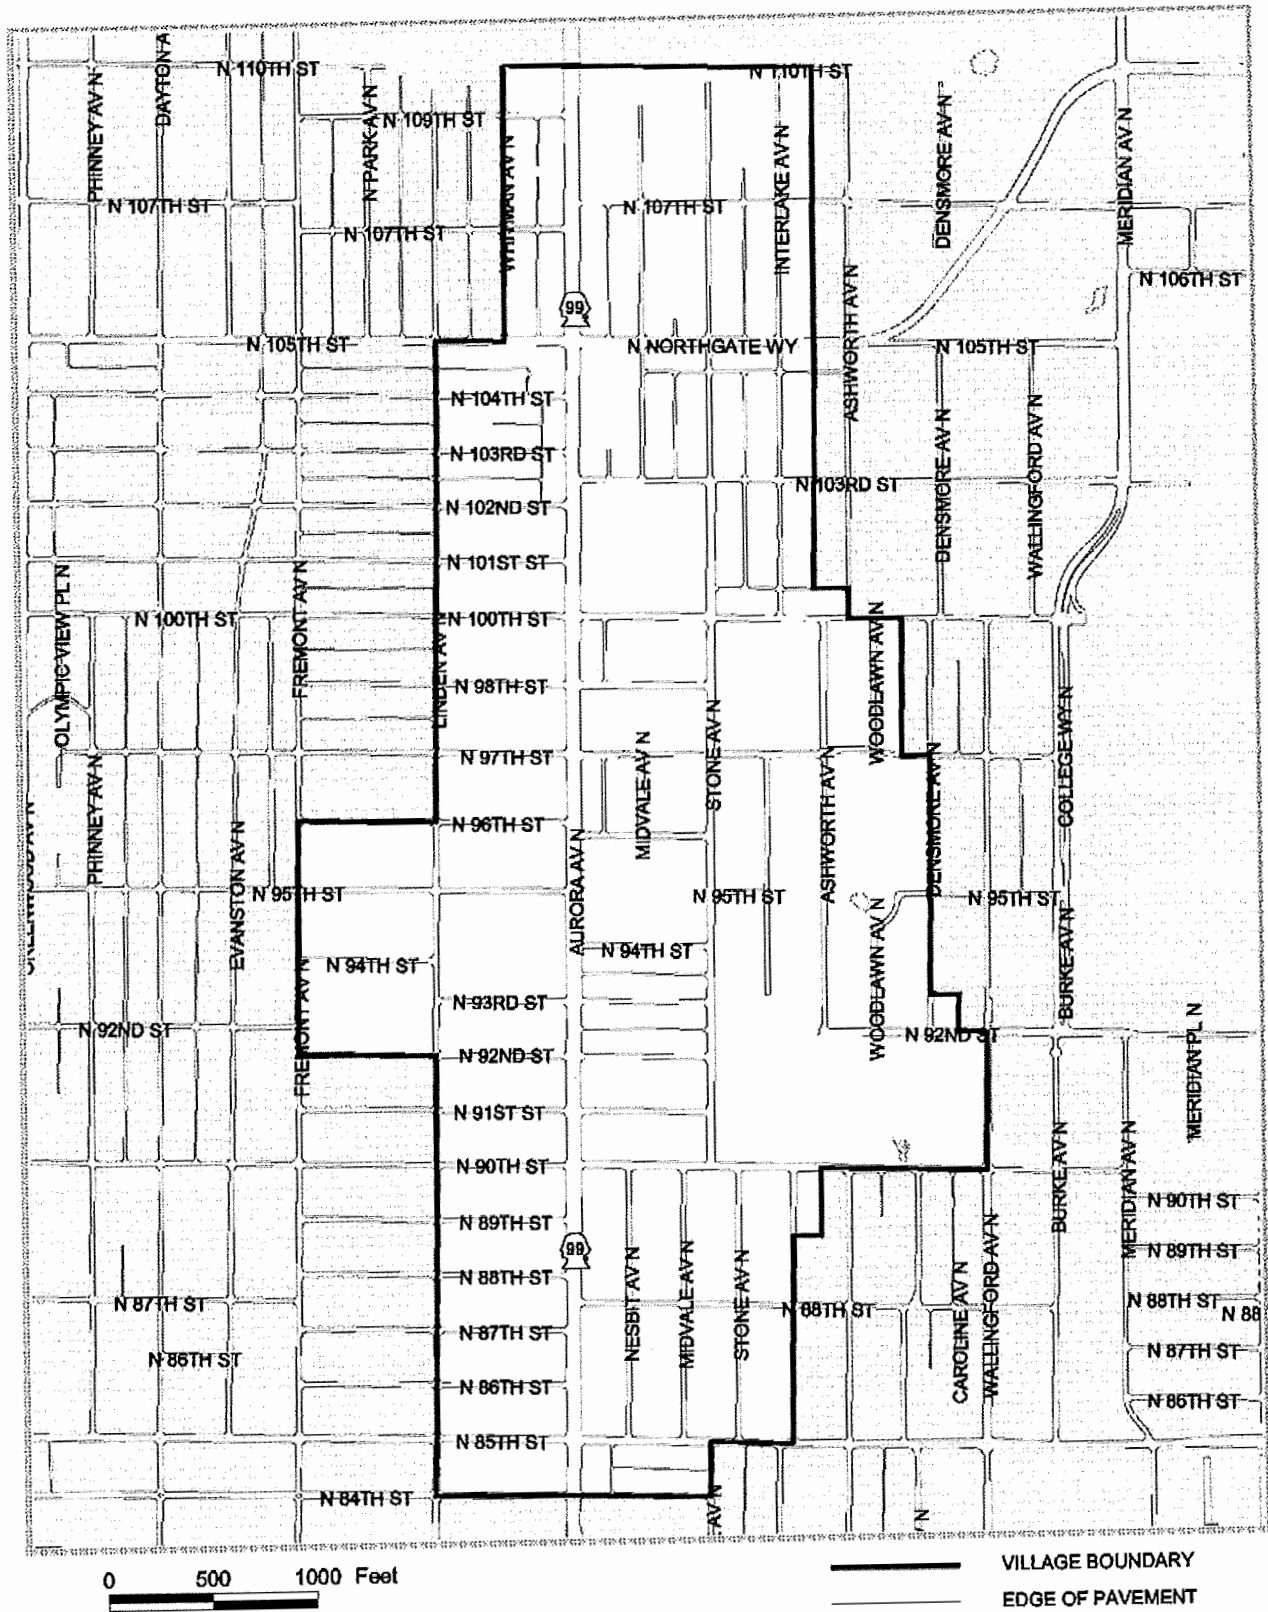 N 110TH ST
N 110TH ST
PHINNEY AV N
DAYTON A
N PARK AV N
N 109TH ST
WHITMAN AV N
INTERLAKE AV N
DENSMORE AV N
MERIDIAN AV N
N 107TH ST
N 107TH ST
N 107TH ST
N 106TH ST
99
N 105TH ST
N NORTHGATE WY
ASHWORTH AV N
N 105TH ST
N 104TH ST
N 103RD ST
N 103RD ST
DENSMORE AV N
WALLINGFORD AV N
N 102ND ST
N 101ST ST
OLYMPIC VIEW PL N
N 100TH ST
FREMONT AV N
LINDEN AV N
N 100TH ST
WOODLAWN AV N
N 98TH ST
N 97TH ST
MIDVALE AV N
STONE AV N
ASHWORTH AV N
DENSMORE AV N
COLLEGE WY N
PHINNEY AV N
EVANSTON AV N
N 96TH ST
AURORA AV N
N 95TH ST
N 95TH ST
N 95TH ST
N 94TH ST
N 94TH ST
WOODLAWN AV N
BURKE AV N
N 93RD ST
FREMONT AV N
N 92ND ST
N 92ND ST
N 92ND ST
MERIDIAN PL N
N 91ST ST
N 90TH ST
BURKE AV N
MERIDIAN AV N
N 90TH ST
N 89TH ST
N 89TH ST
99
N 88TH ST
NESBIT AV N
MIDVALE AV N
STONE AV N
N 88TH ST
CAROLINE AV N
WALLINGFORD AV N
N 88TH ST
N 88
N 87TH ST
N 87TH ST
N 87TH ST
N 86TH ST
N 86TH ST
N 86TH ST
N 85TH ST
N 84TH ST
AV N
N
0 500 1000 Feet
VILLAGE BOUNDARY
EDGE OF PAVEMENT